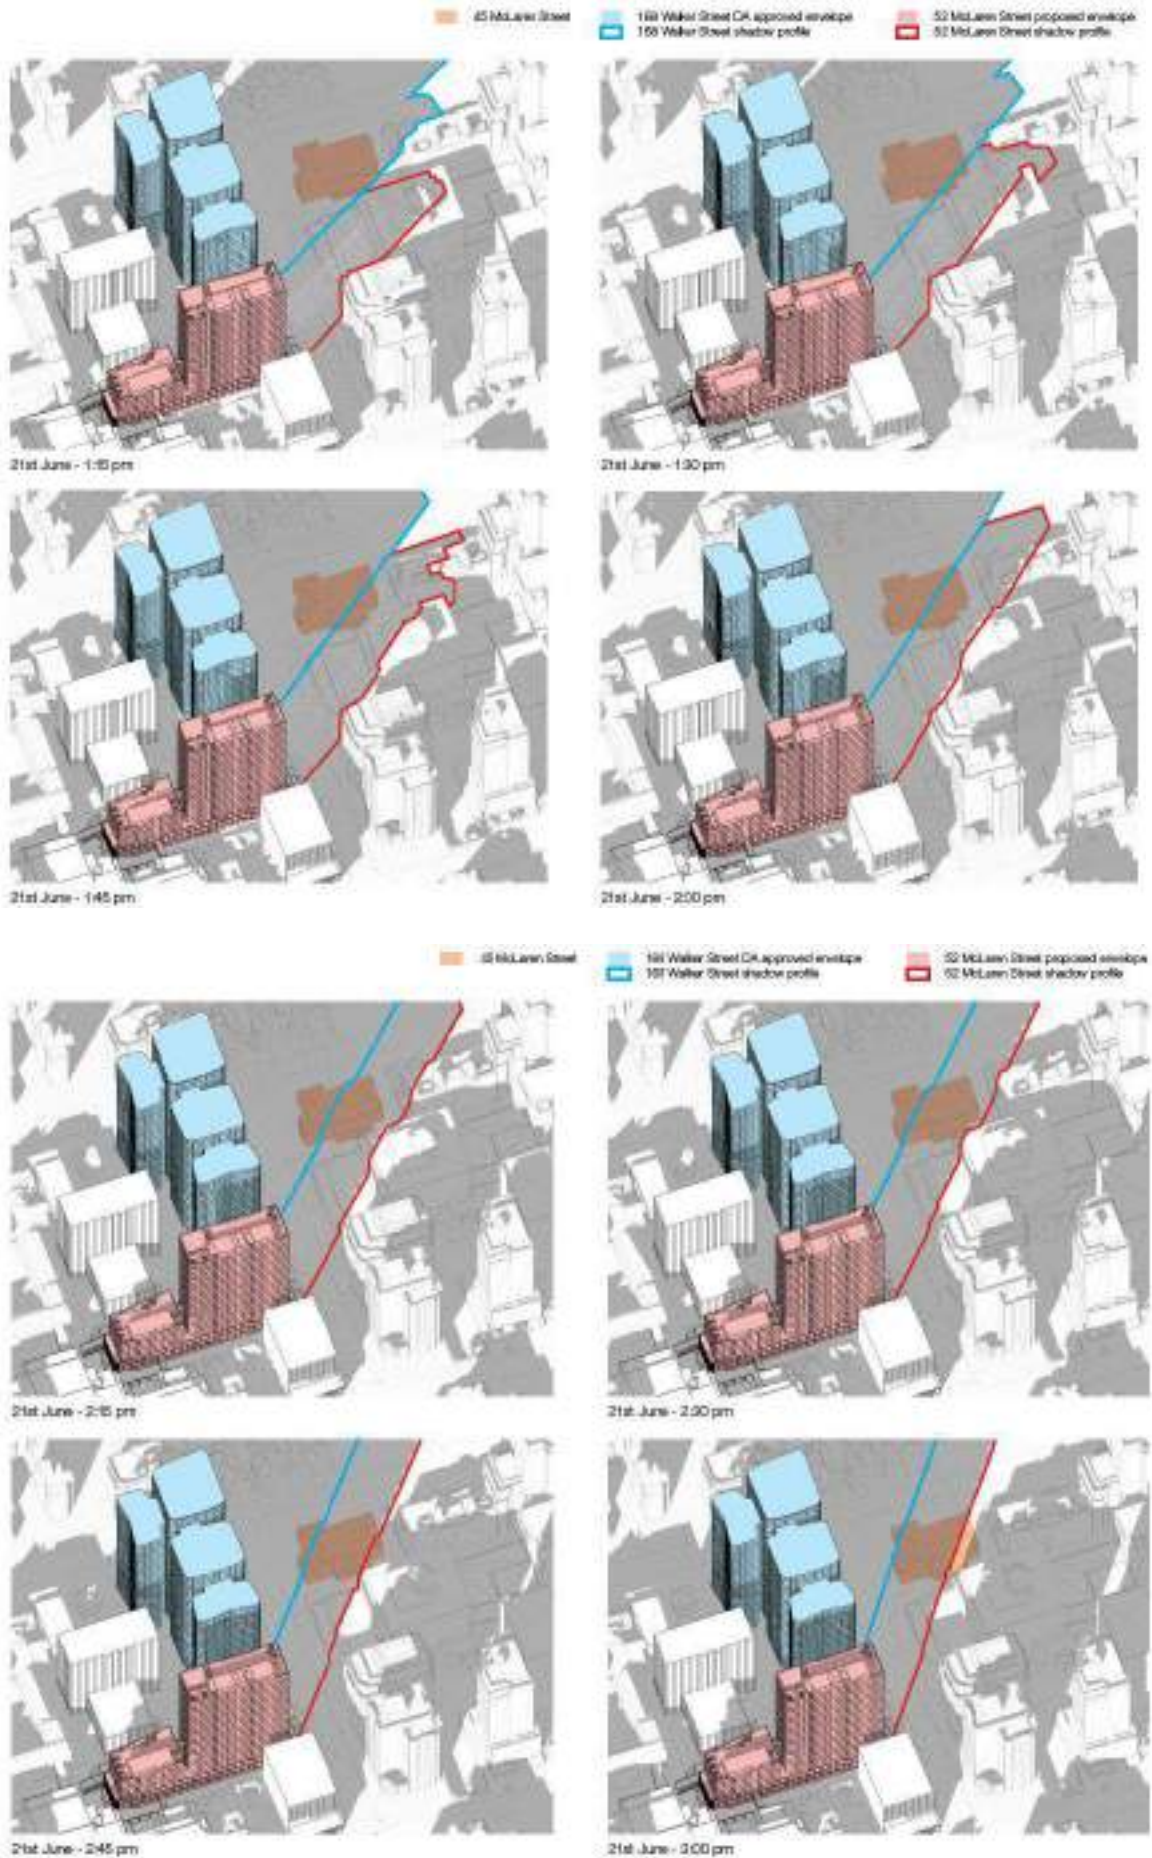 45 McLaren Street
168 Walker Street DA approved envelope
168 Walker Street shadow profile
52 McLaren Street proposed envelope
52 McLaren Street shadow profile
21st June - 1:15 pm
21st June - 1:30 pm
21st June - 1:45 pm
21st June - 2:00 pm
45 McLaren Street
168 Walker Street DA approved envelope
168 Walker Street shadow profile
52 McLaren Street proposed envelope
52 McLaren Street shadow profile
21st June - 2:15 pm
21st June - 2:30 pm
21st June - 2:45 pm
21st June - 3:00 pm